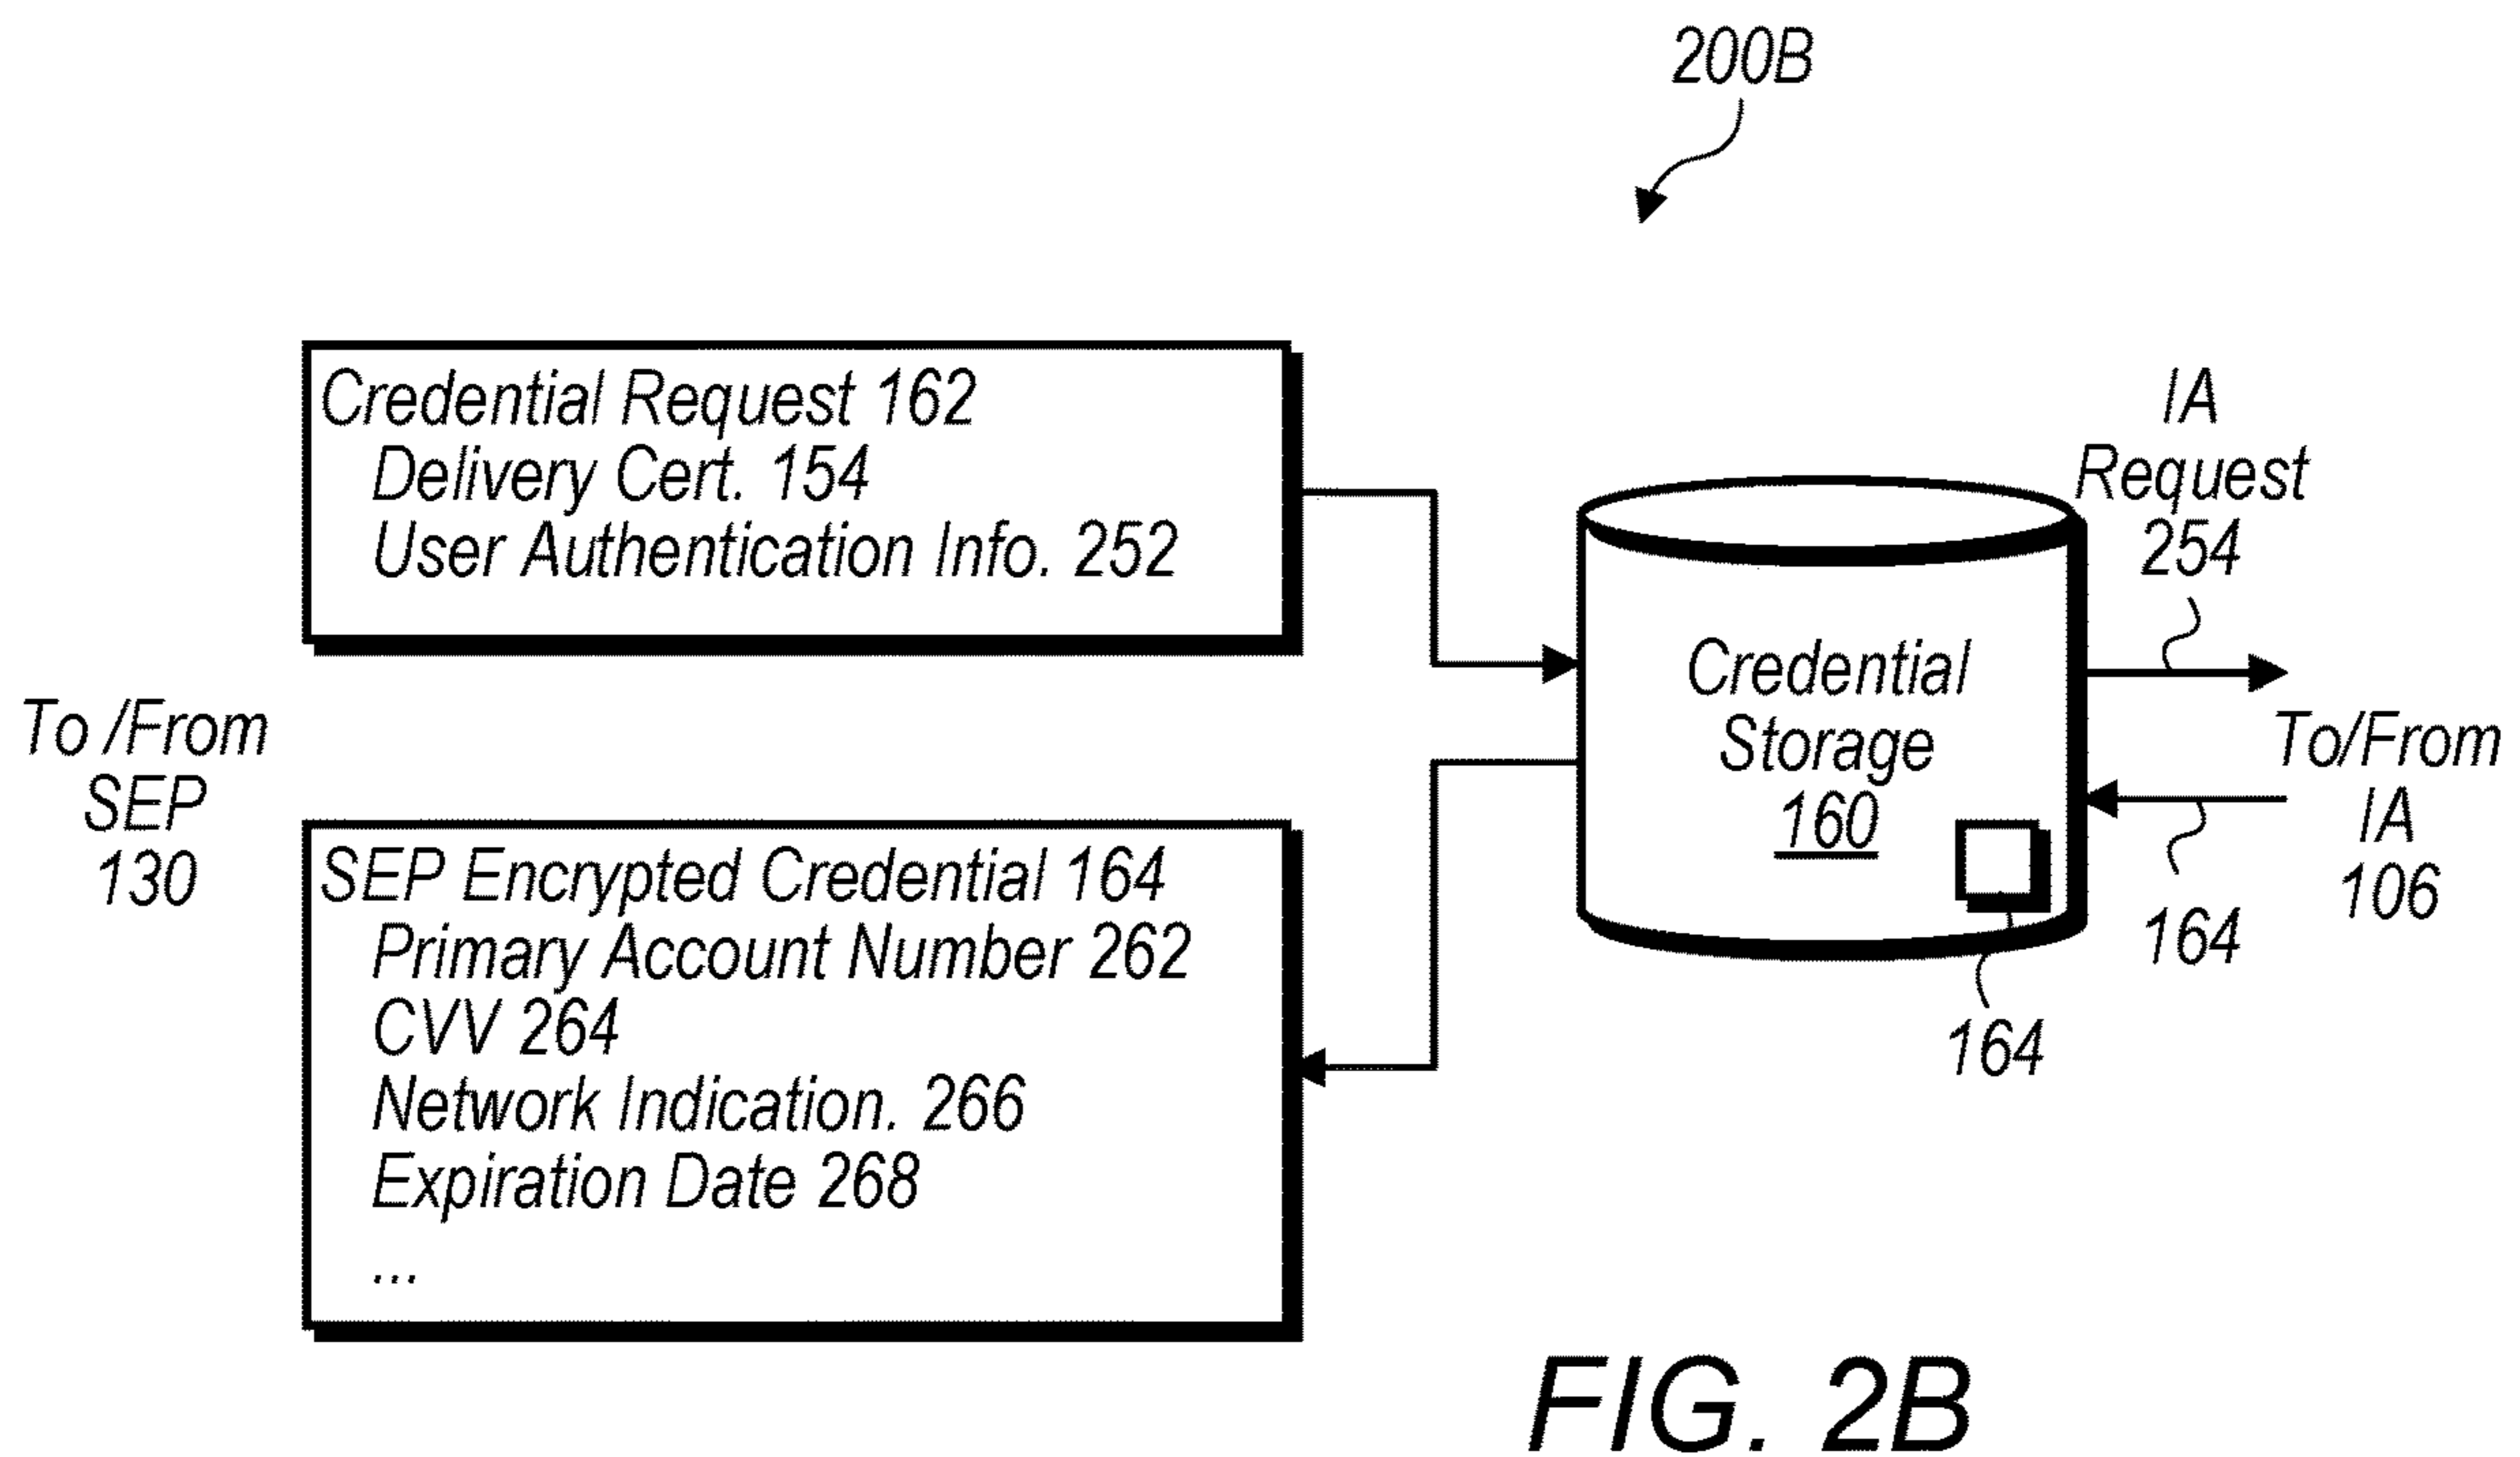 200B
Credential Request 162
Delivery Cert. 154
User Authentication Info. 252
IA
Request
254
To /From
SEP
130
Credential
Storage
160
To/From
IA
106
164
164
SEP Encrypted Credential 164
Primary Account Number 262
CVV 264
Network Indication. 266
Expiration Date 268
...
FIG. 2B